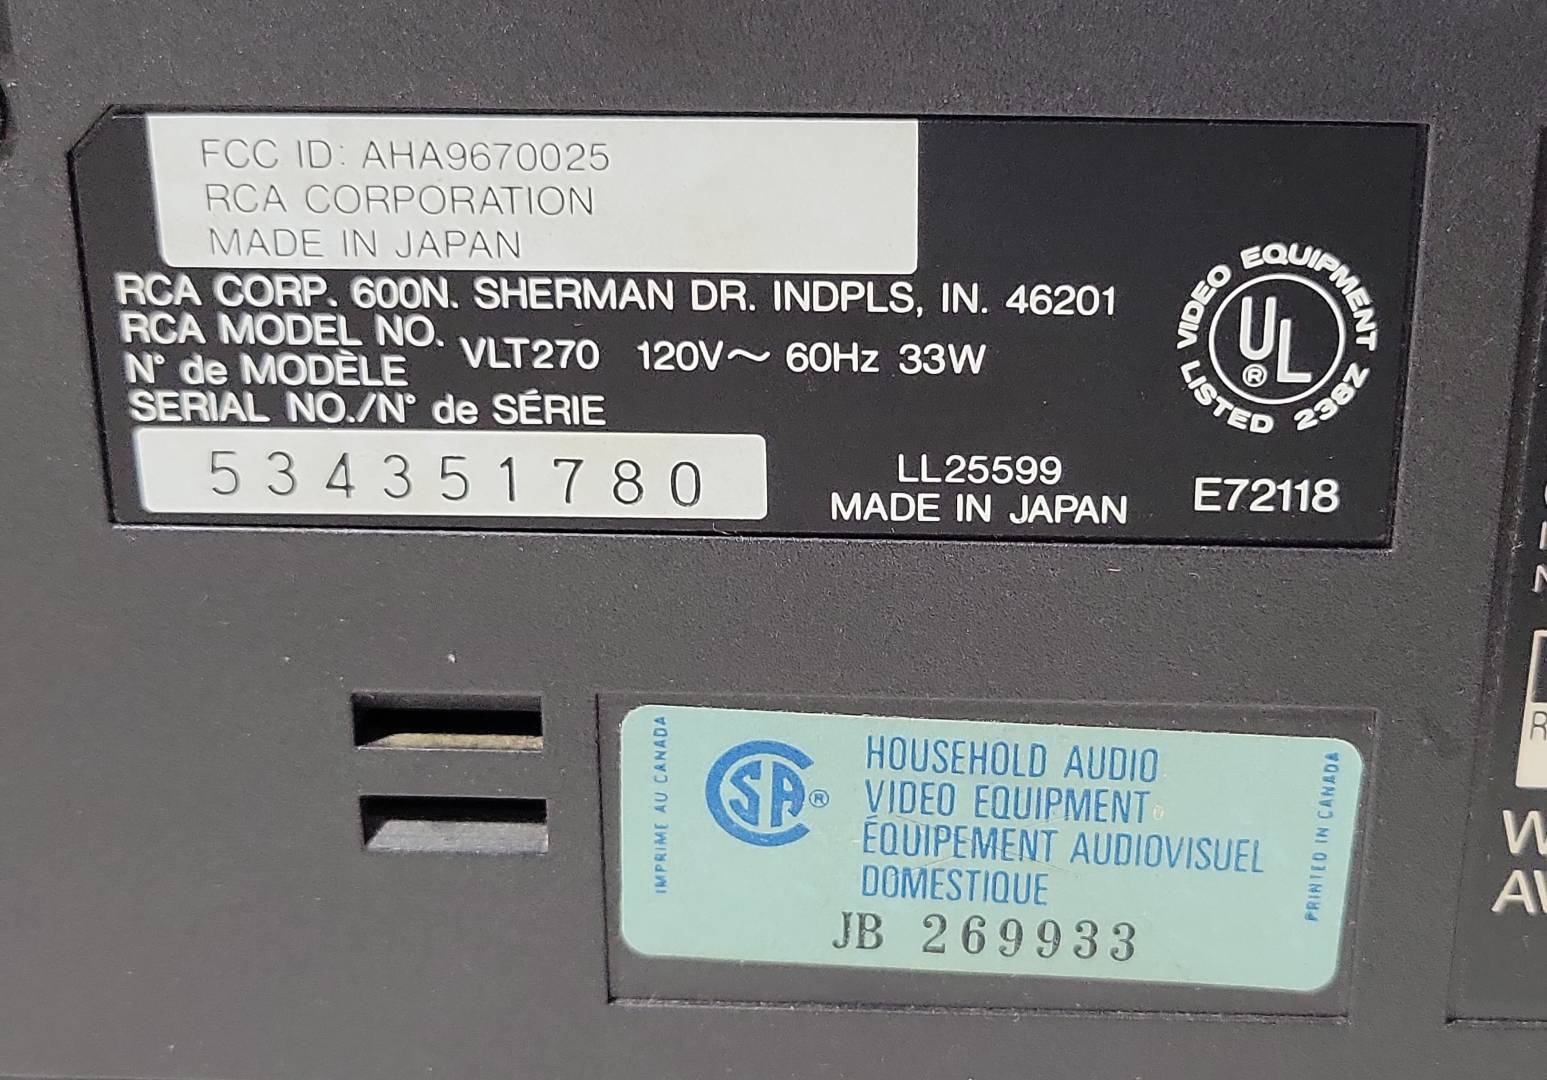 FCC ID: AHA9670025
RCA CORPORATION
MADE IN JAPAN
RCA CORP. 600N. SHERMAN DR. INDPLS, IN. 46201
RCA MODEL NO.
N° de MODÈLE
VLT270 120V～ 60Hz 33W
SERIAL NO./N° de SÉRIE
534351780
LL25599
MADE IN JAPAN
VIDEO EQUIPMENT
UL®
LISTED 238Z
E72118
IMPRIME AU CANADA
CSA®
HOUSEHOLD AUDIO
VIDEO EQUIPMENT
ÉQUIPEMENT AUDIOVISUEL
DOMESTIQUE
JB 269933
PRINTED IN CANADA